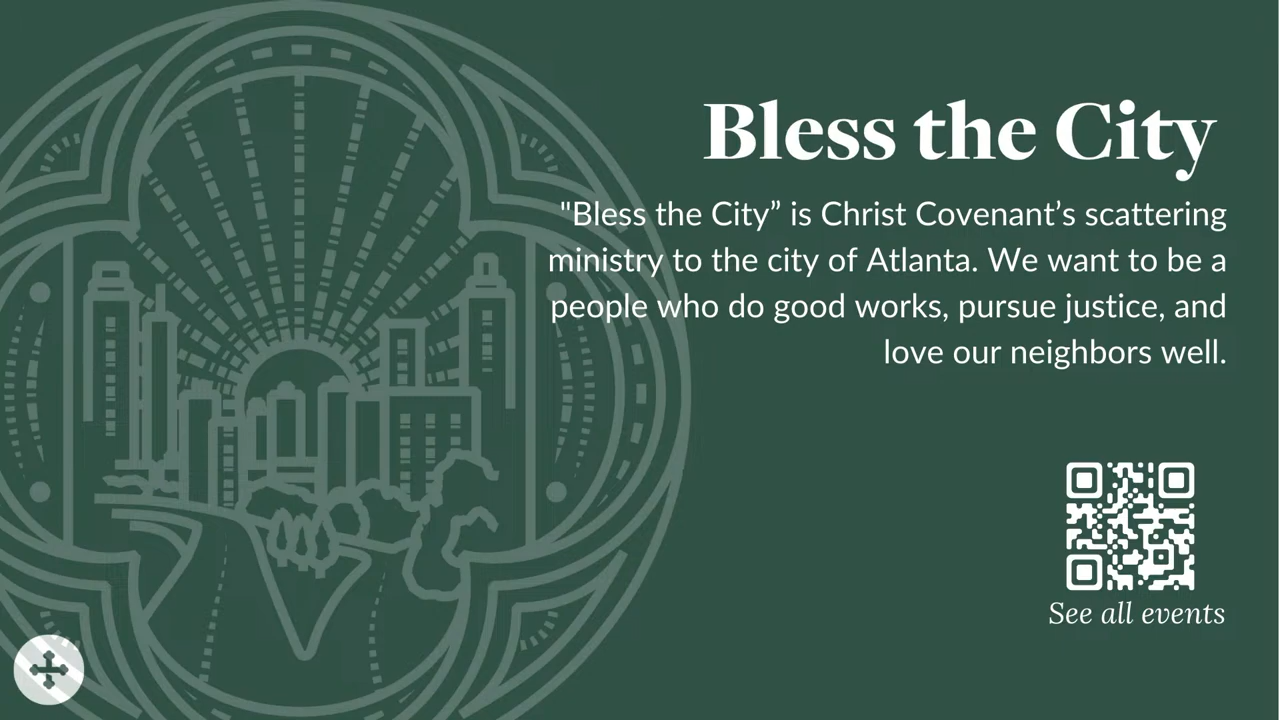 Bless the City
"Bless the City” is Christ Covenant’s scattering
ministry to the city of Atlanta. We want to be a
people who do good works, pursue justice, and
love our neighbors well.
See all events